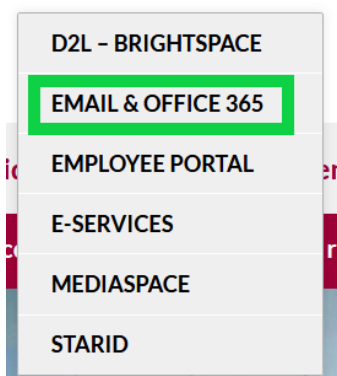 D2L – BRIGHTSPACE
EMAIL & OFFICE 365
EMPLOYEE PORTAL
E-SERVICES
MEDIASPACE
STARID